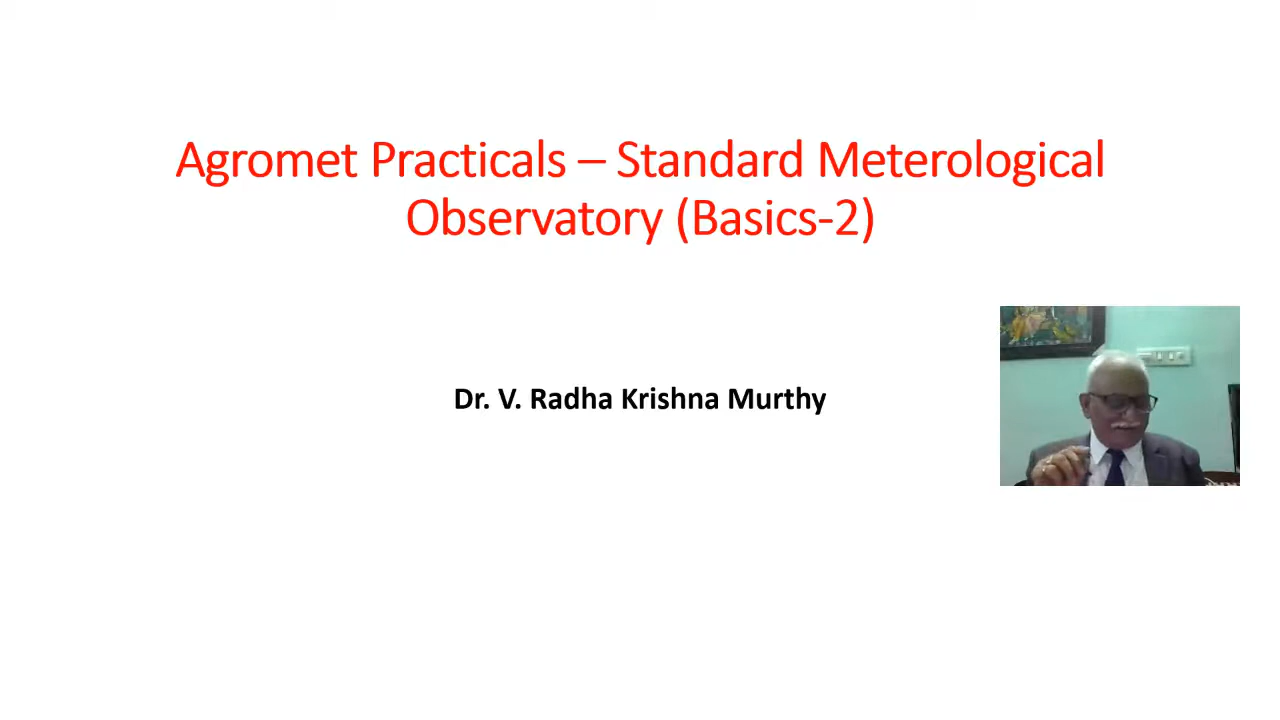 Agromet Practicals – Standard Meterological
Observatory (Basics-2)
Dr. V. Radha Krishna Murthy